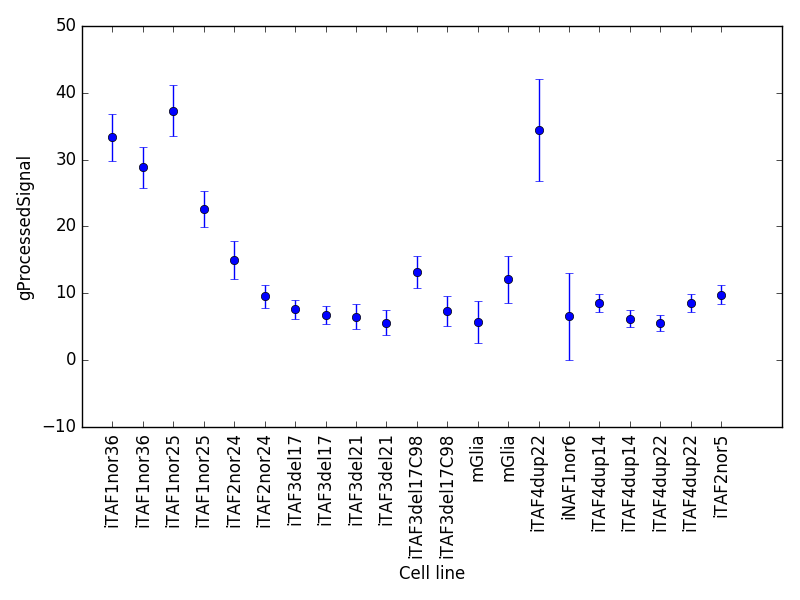 50
40
30
20
10
0
−10
gProcessedSignal
iTAF1nor36
iTAF1nor36
iTAF1nor25
iTAF1nor25
iTAF2nor24
iTAF2nor24
iTAF3del17
iTAF3del17
iTAF3del21
iTAF3del21
iTAF3del17C98
iTAF3del17C98
mGlia
mGlia
iTAF4dup22
iNAF1nor6
iTAF4dup14
iTAF4dup14
iTAF4dup22
iTAF4dup22
iTAF2nor5
Cell line